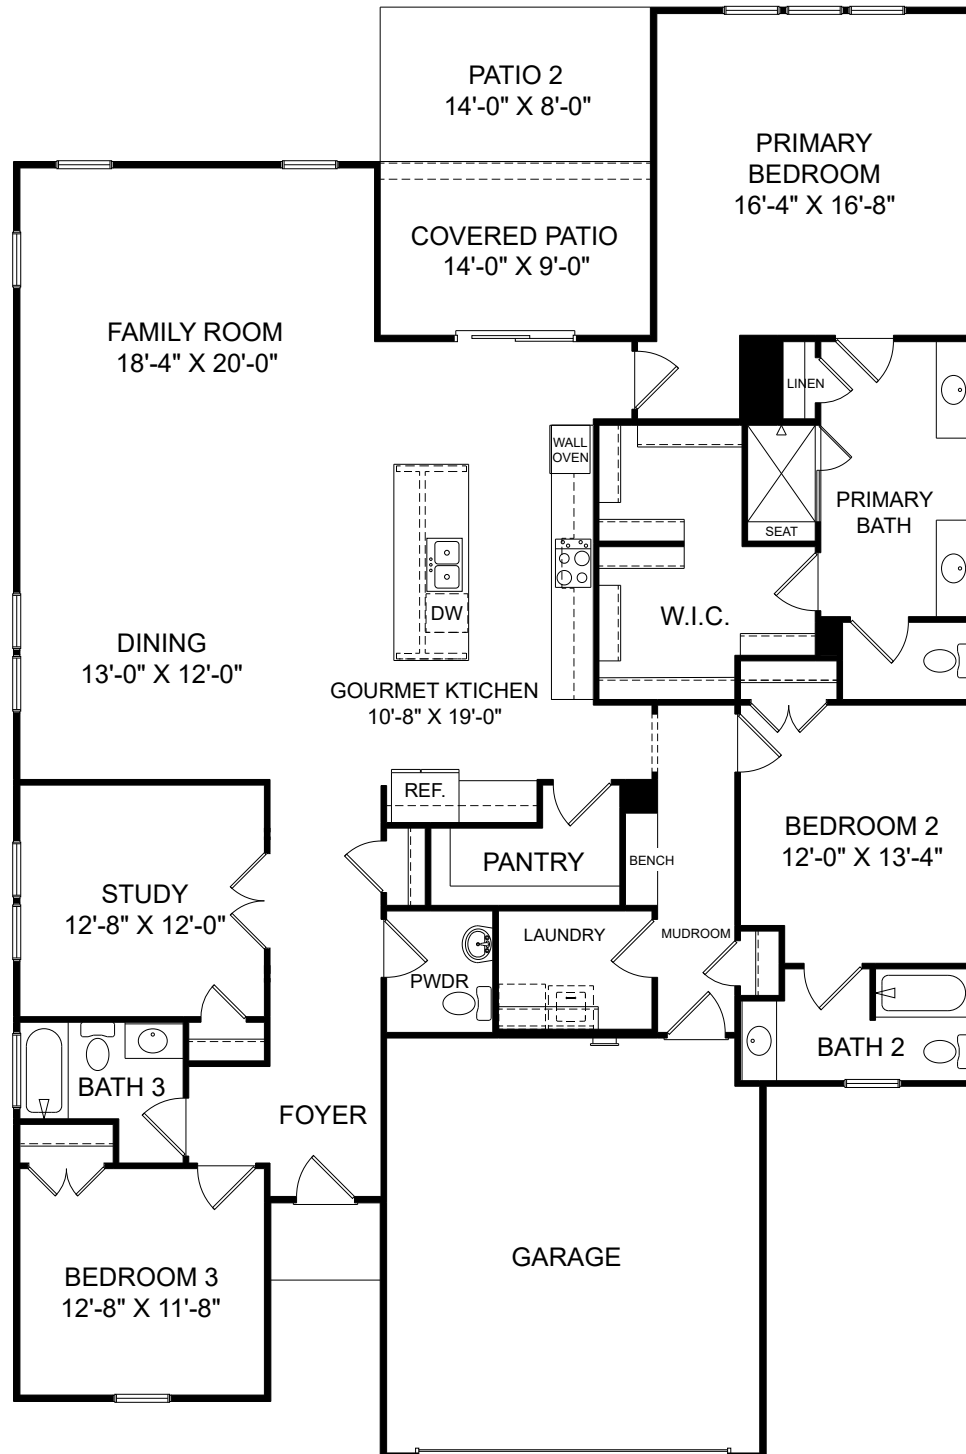 PATIO 2
14'-0" X 8'-0"
PRIMARY
BEDROOM
16'-4" X 16'-8"
COVERED PATIO
14'-0" X 9'-0"
FAMILY ROOM
18'-4" X 20'-0"
LINEN
WALL
OVEN
PRIMARY
BATH
SEAT
DW
W.I.C.
DINING
13'-0" X 12'-0"
GOURMET KTICHEN
10'-8" X 19'-0"
REF.
BEDROOM 2
12'-0" X 13'-4"
PANTRY
BENCH
STUDY
12'-8" X 12'-0"
LAUNDRY
MUDROOM
PWDR
BATH 2
BATH 3
FOYER
GARAGE
BEDROOM 3
12'-8" X 11'-8"